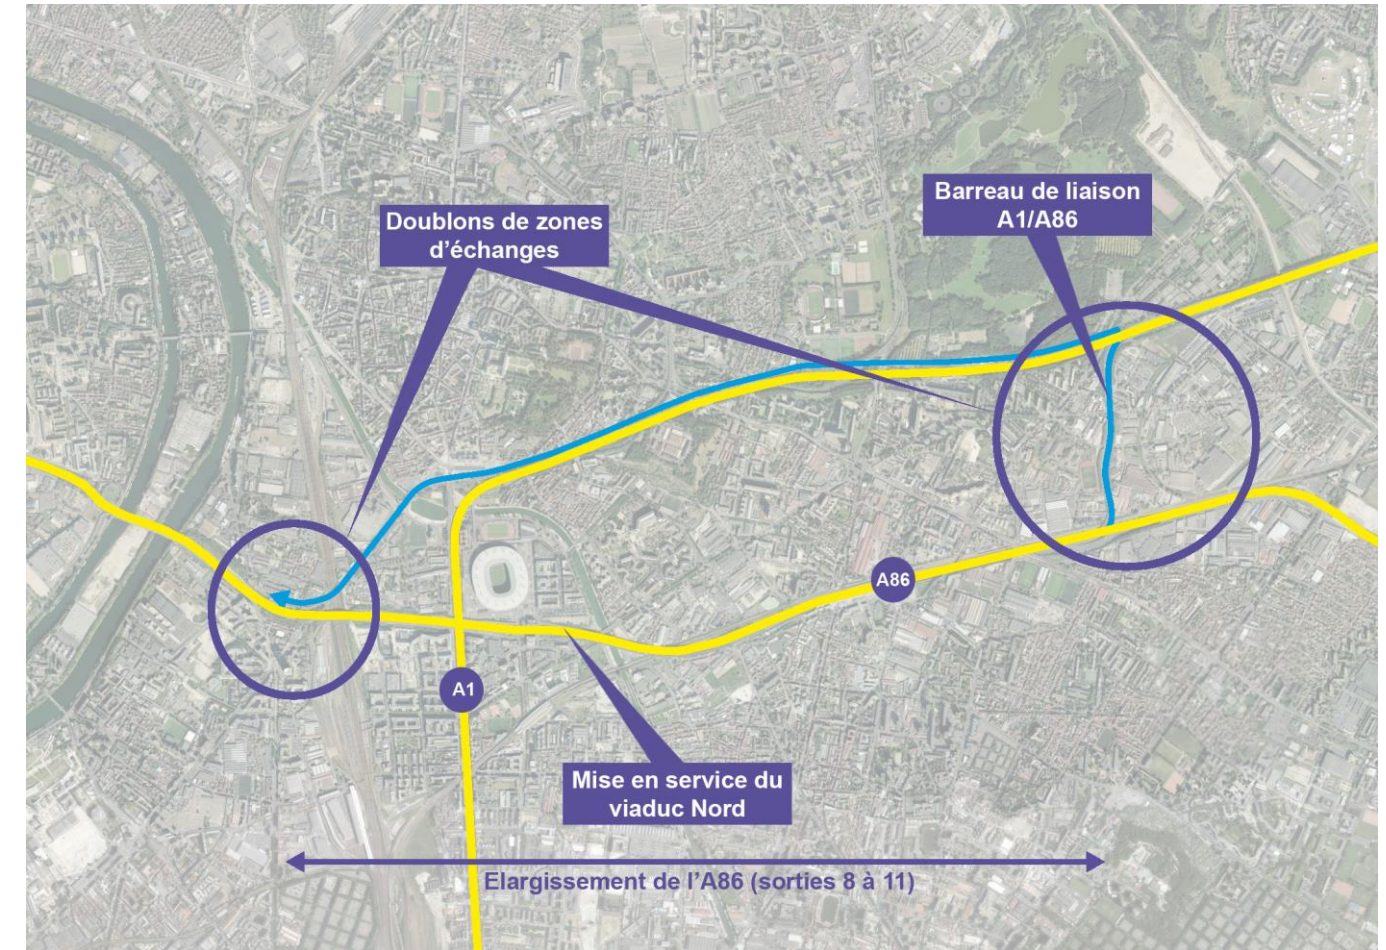 Barreau de liaison
A1/A86
Doublons de zones
d'échanges
A86
A1
Mise en service du
viaduc Nord
Elargissement de l'A86 (sorties 8 à 11)